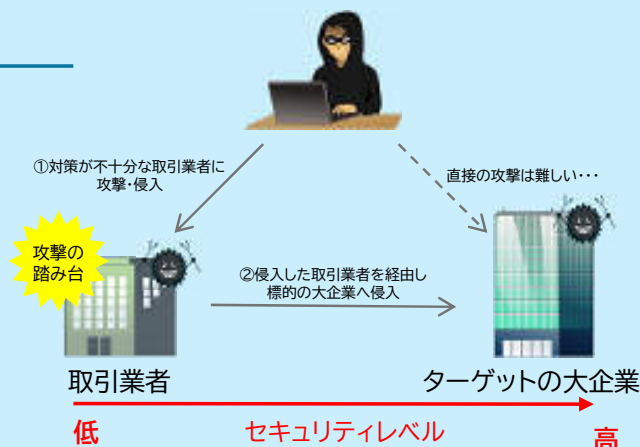 ①対策が不十分な取引業者に
攻撃・侵入
直接の攻撃は難しい・・・
攻撃の
踏み台
②侵入した取引業者を経由し
標的の大企業へ侵入
取引業者
ターゲットの大企業
低
セキュリティレベル
高